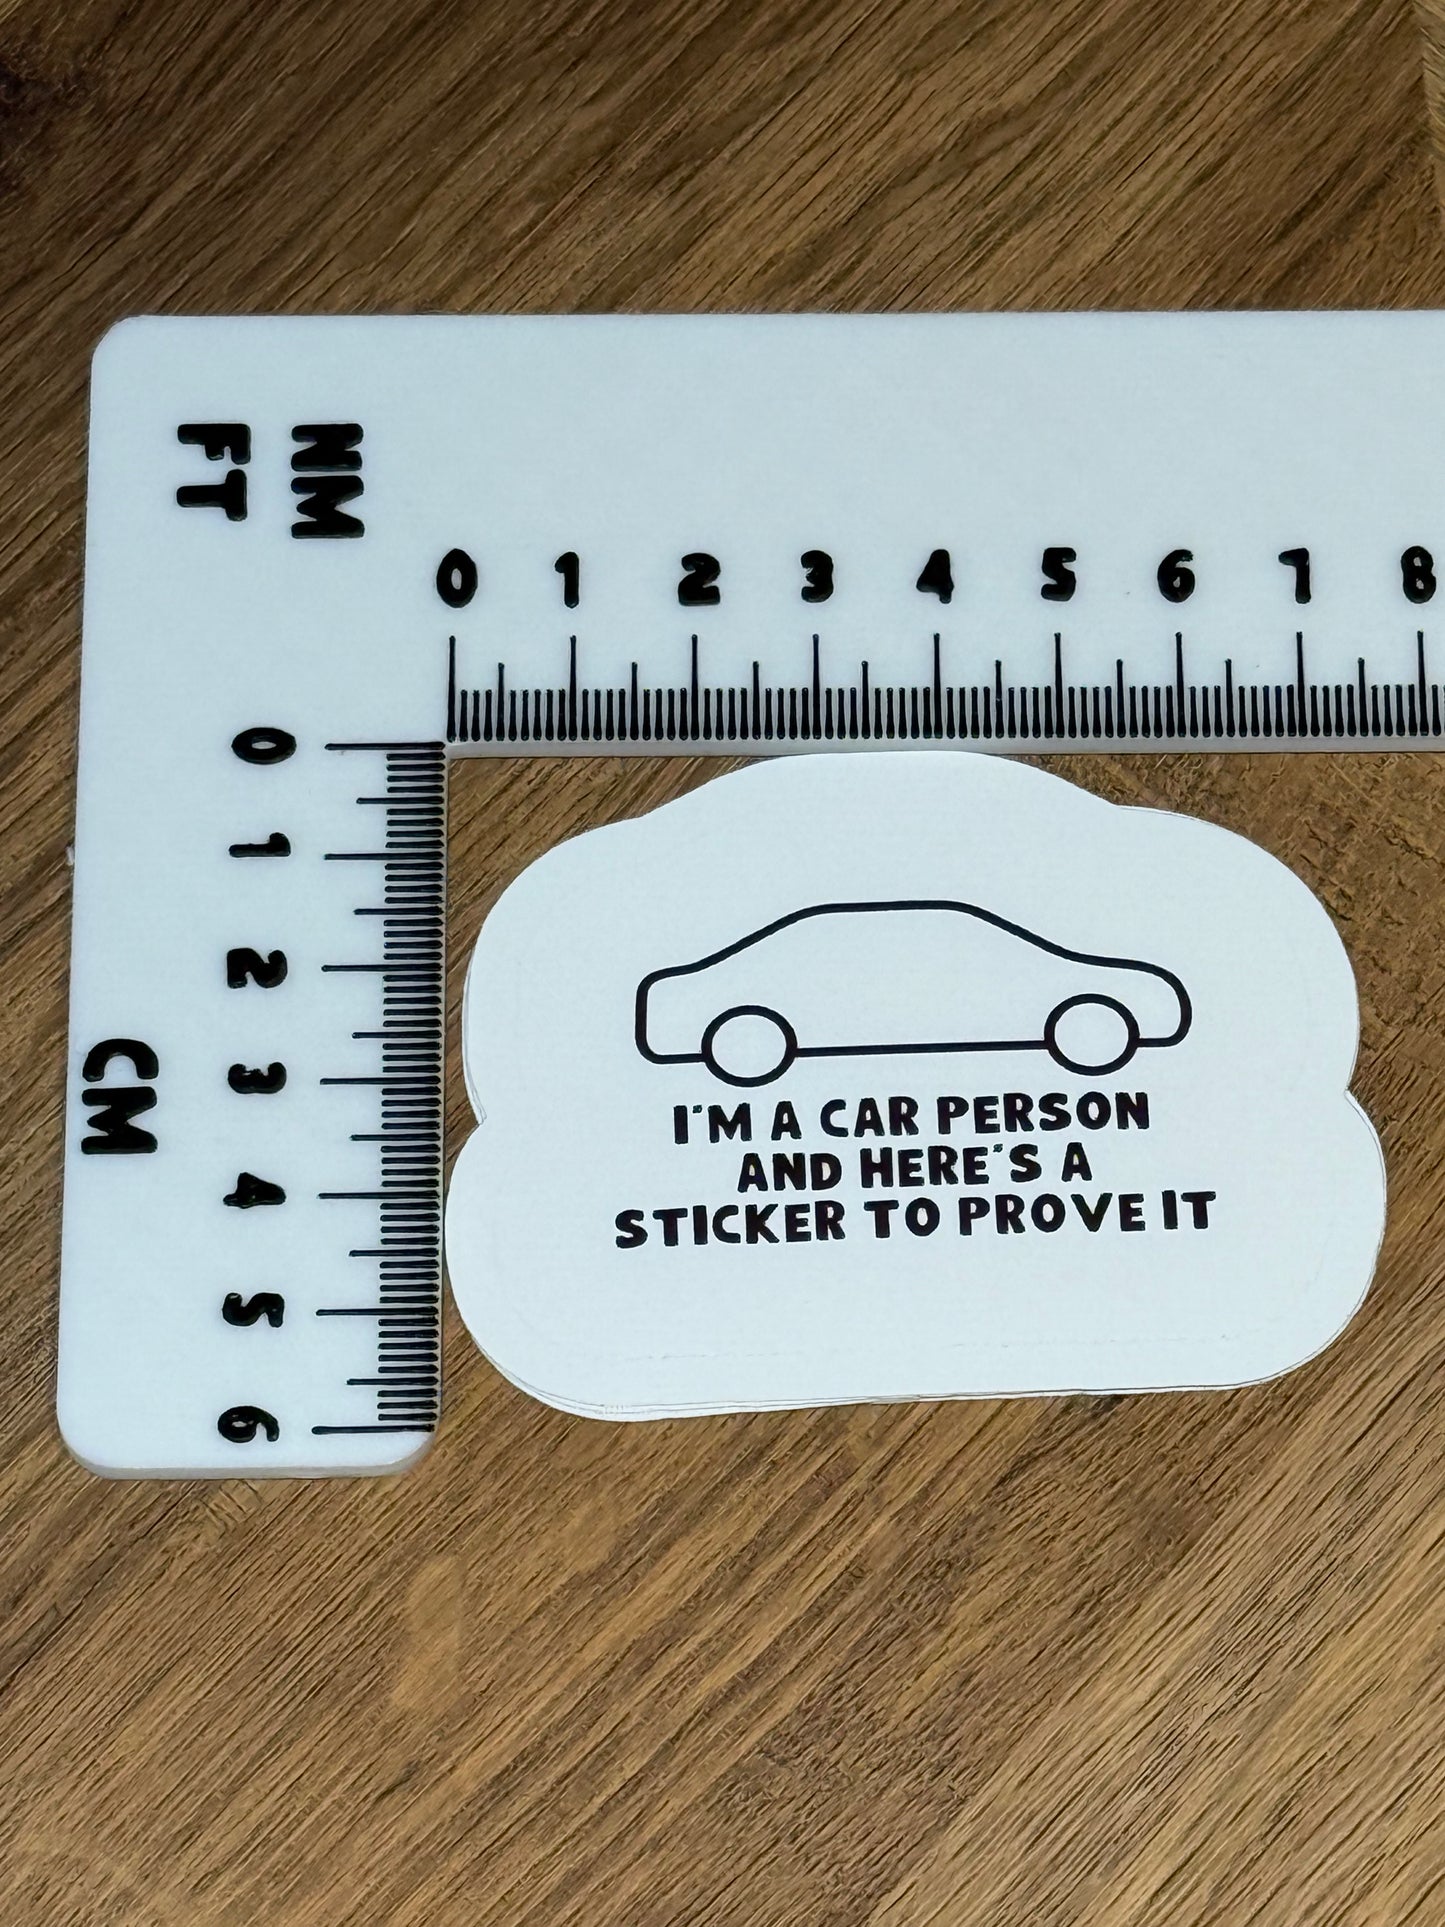 NM
FT
0 1 2 3 4 5 6 7 8
0
1
2
3
4
5
6
CM
I'M A CAR PERSON
AND HERE'S A
STICKER TO PROVE IT